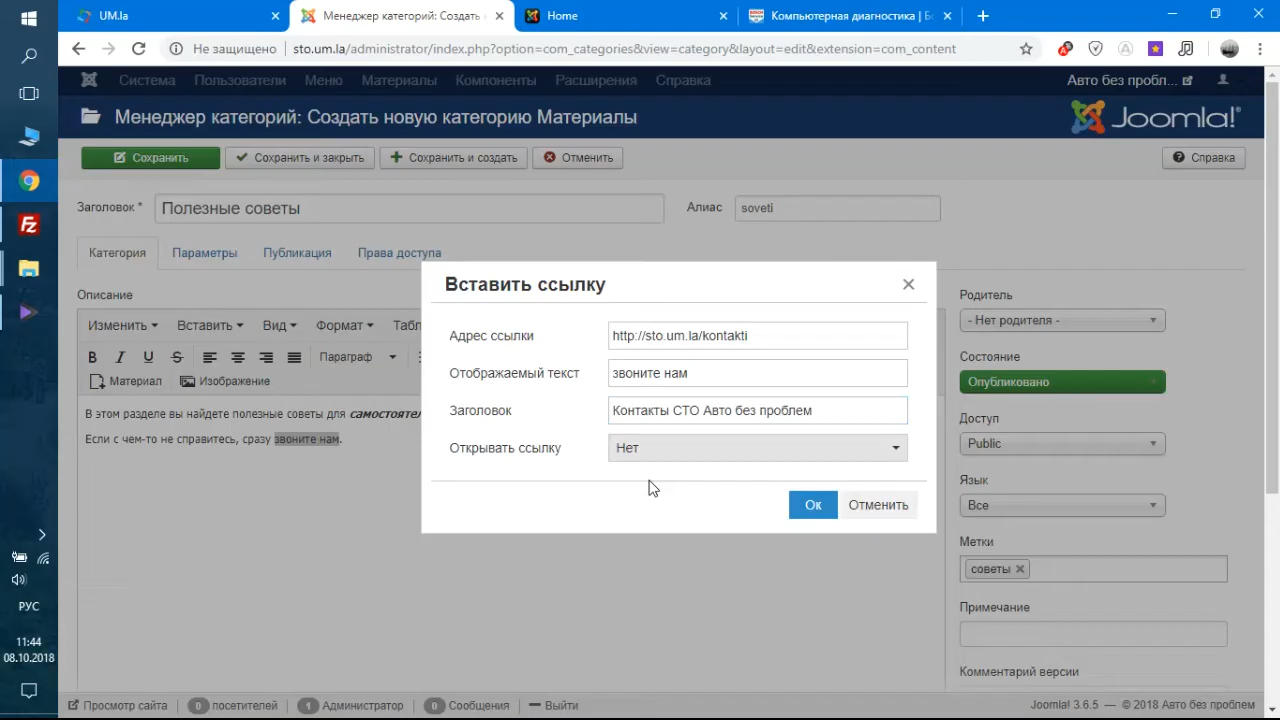 UM.la
Менеджер категорий: Создать
Home
Компьютерная диагностика | Бо
Не защищено
sto.um.la/administrator/index.php?option=com_categories&view=category&layout=edit&extension=com_content
Система Пользователи Меню Материалы Компоненты Расширения Справка
Авто без пробл...
Менеджер категорий: Создать новую категорию Материалы
Joomla!®
Сохранить
Сохранить и закрыть
Сохранить и создать
Отменить
Справка
Заголовок *
Полезные советы
Алиас
soveti
Категория Параметры Публикация Права доступа
Описание
Изменить Вставить Вид Формат Табл
B I U S Параграф
Материал Изображение
В этом разделе вы найдете полезные советы для самостоятел
Если с чем-то не справитесь, сразу звоните нам.
Вставить ссылку
Адрес ссылки
http://sto.um.la/kontakti
Отображаемый текст
звоните нам
Заголовок
Контакты СТО Авто без проблем
Открывать ссылку
Нет
Ок
Отменить
Родитель
- Нет родителя -
Состояние
Опубликовано
Доступ
Public
Язык
Все
Метки
советы
Примечание
Комментарий версии
Просмотр сайта
0 посетителей
1 Администратор
0 Сообщения
Выйти
Joomla! 3.6.5 — © 2018 Авто без проблем
РУС
11:44
08.10.2018